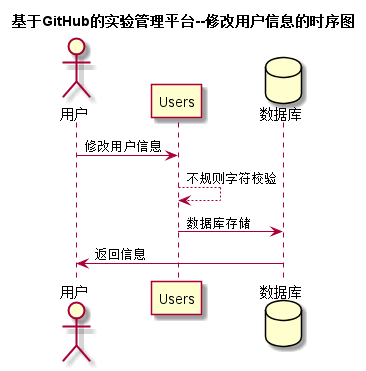 基于GitHub的实验管理平台--修改用户信息的时序图
用户
Users
数据库
修改用户信息
不规则字符校验
数据库存储
返回信息
用户
Users
数据库